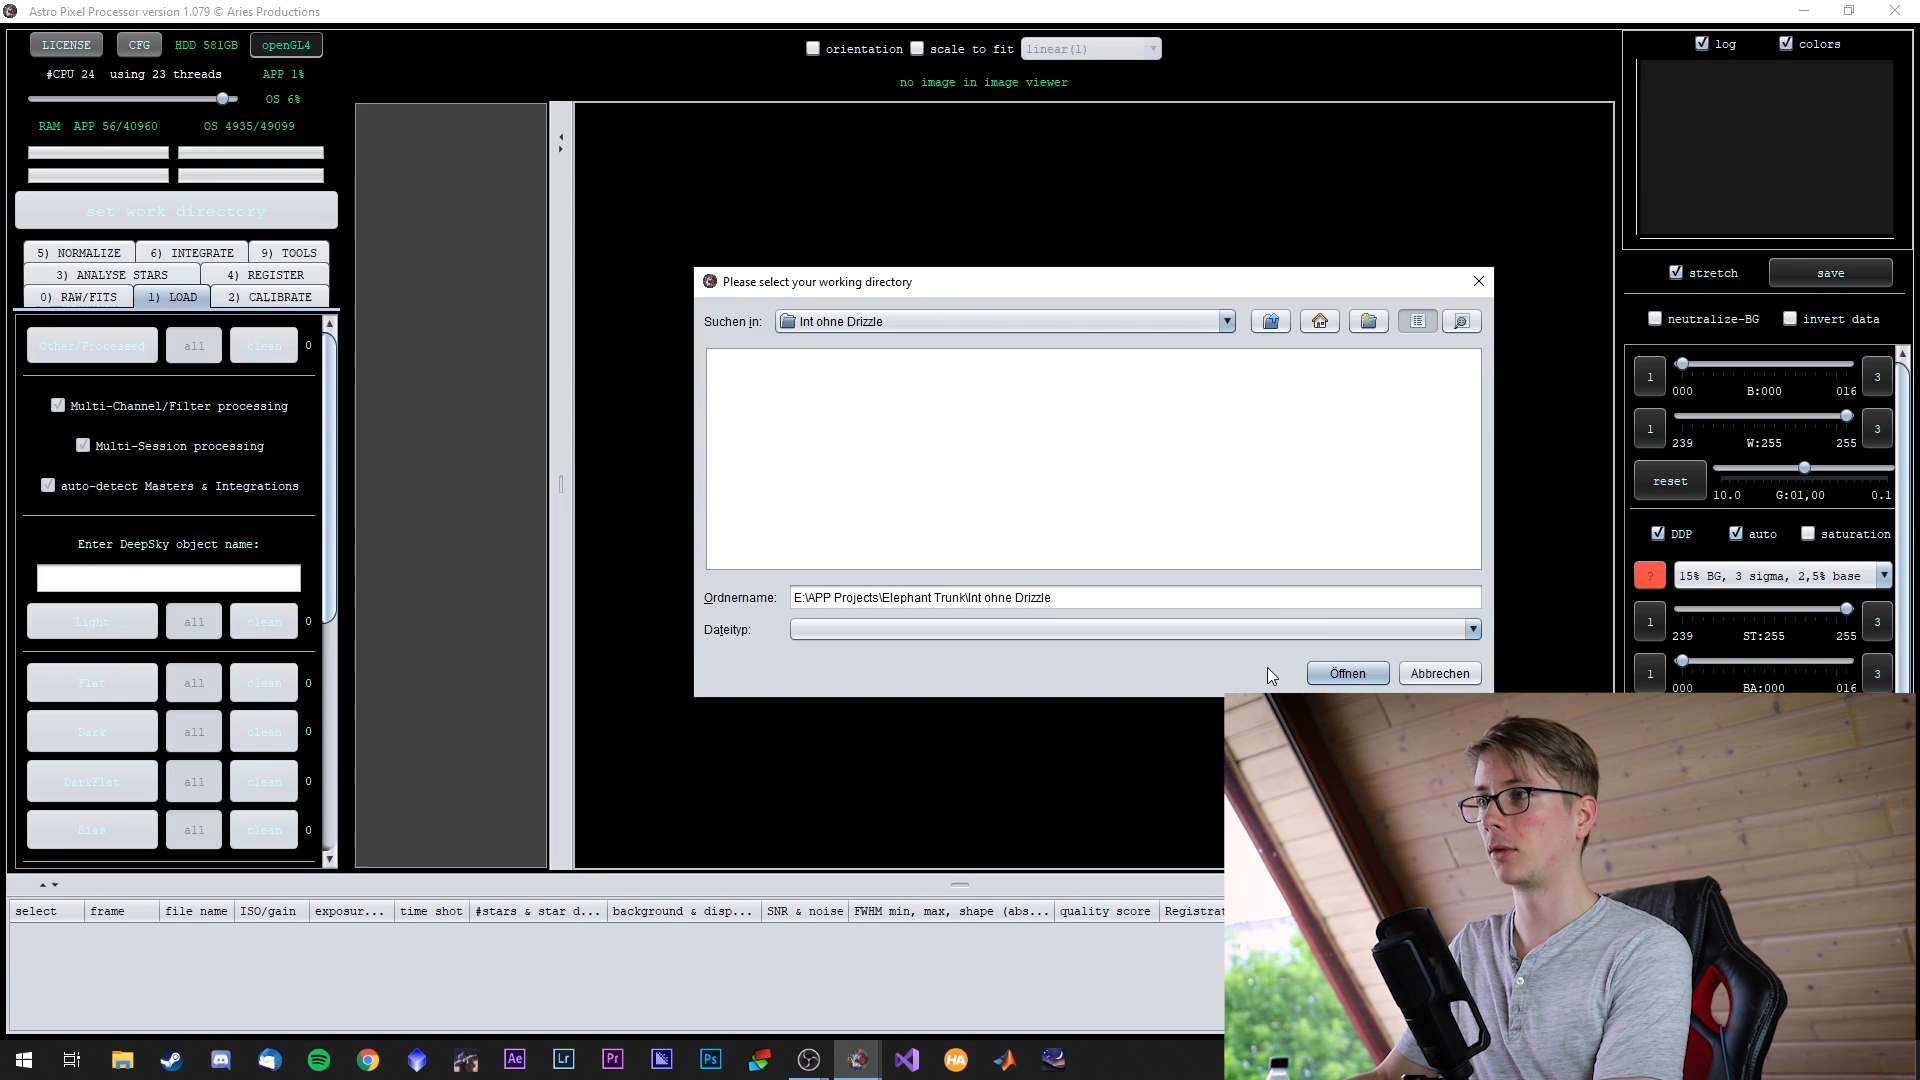 Astro Pixel Processor version 1.079 © Aries Productions
LICENSE CFG HDD 581GB openGL4
#CPU 24 using 23 threads APP 1%
OS 6%
RAM APP 56/40960 OS 4935/49099
set work directory
5) NORMALIZE 6) INTEGRATE 9) TOOLS
3) ANALYSE STARS 4) REGISTER
0) RAW/FITS 1) LOAD 2) CALIBRATE
Other/Processed all clean 0
Multi-Channel/Filter processing
Multi-Session processing
auto-detect Masters & Integrations
Enter DeepSky object name:
Light all clean 0
Flat all clean 0
Dark all clean 0
DarkFlat all clean 0
Bias all clean 0
orientation scale to fit linear(1)
no image in image viewer
Please select your working directory
Suchen in: Int ohne Drizzle
Ordnername: E:\APP Projects\Elephant Trunk\Int ohne Drizzle
Dateityp:
Öffnen Abbrechen
log colors
stretch save
neutralize-BG invert data
1 3
000 B:000 016
1 3
239 W:255 255
reset
10.0 G:01,00 0.1
DDP auto saturation
? 15% BG, 3 sigma, 2,5% base
1 3
239 ST:255 255
1 3
000 BA:000 016
select frame file name ISO/gain exposur... time shot #stars & star d... background & disp... SNR & noise FWHM min, max, shape (abs... quality score Registrat
Ae Lr Pr Ps HA